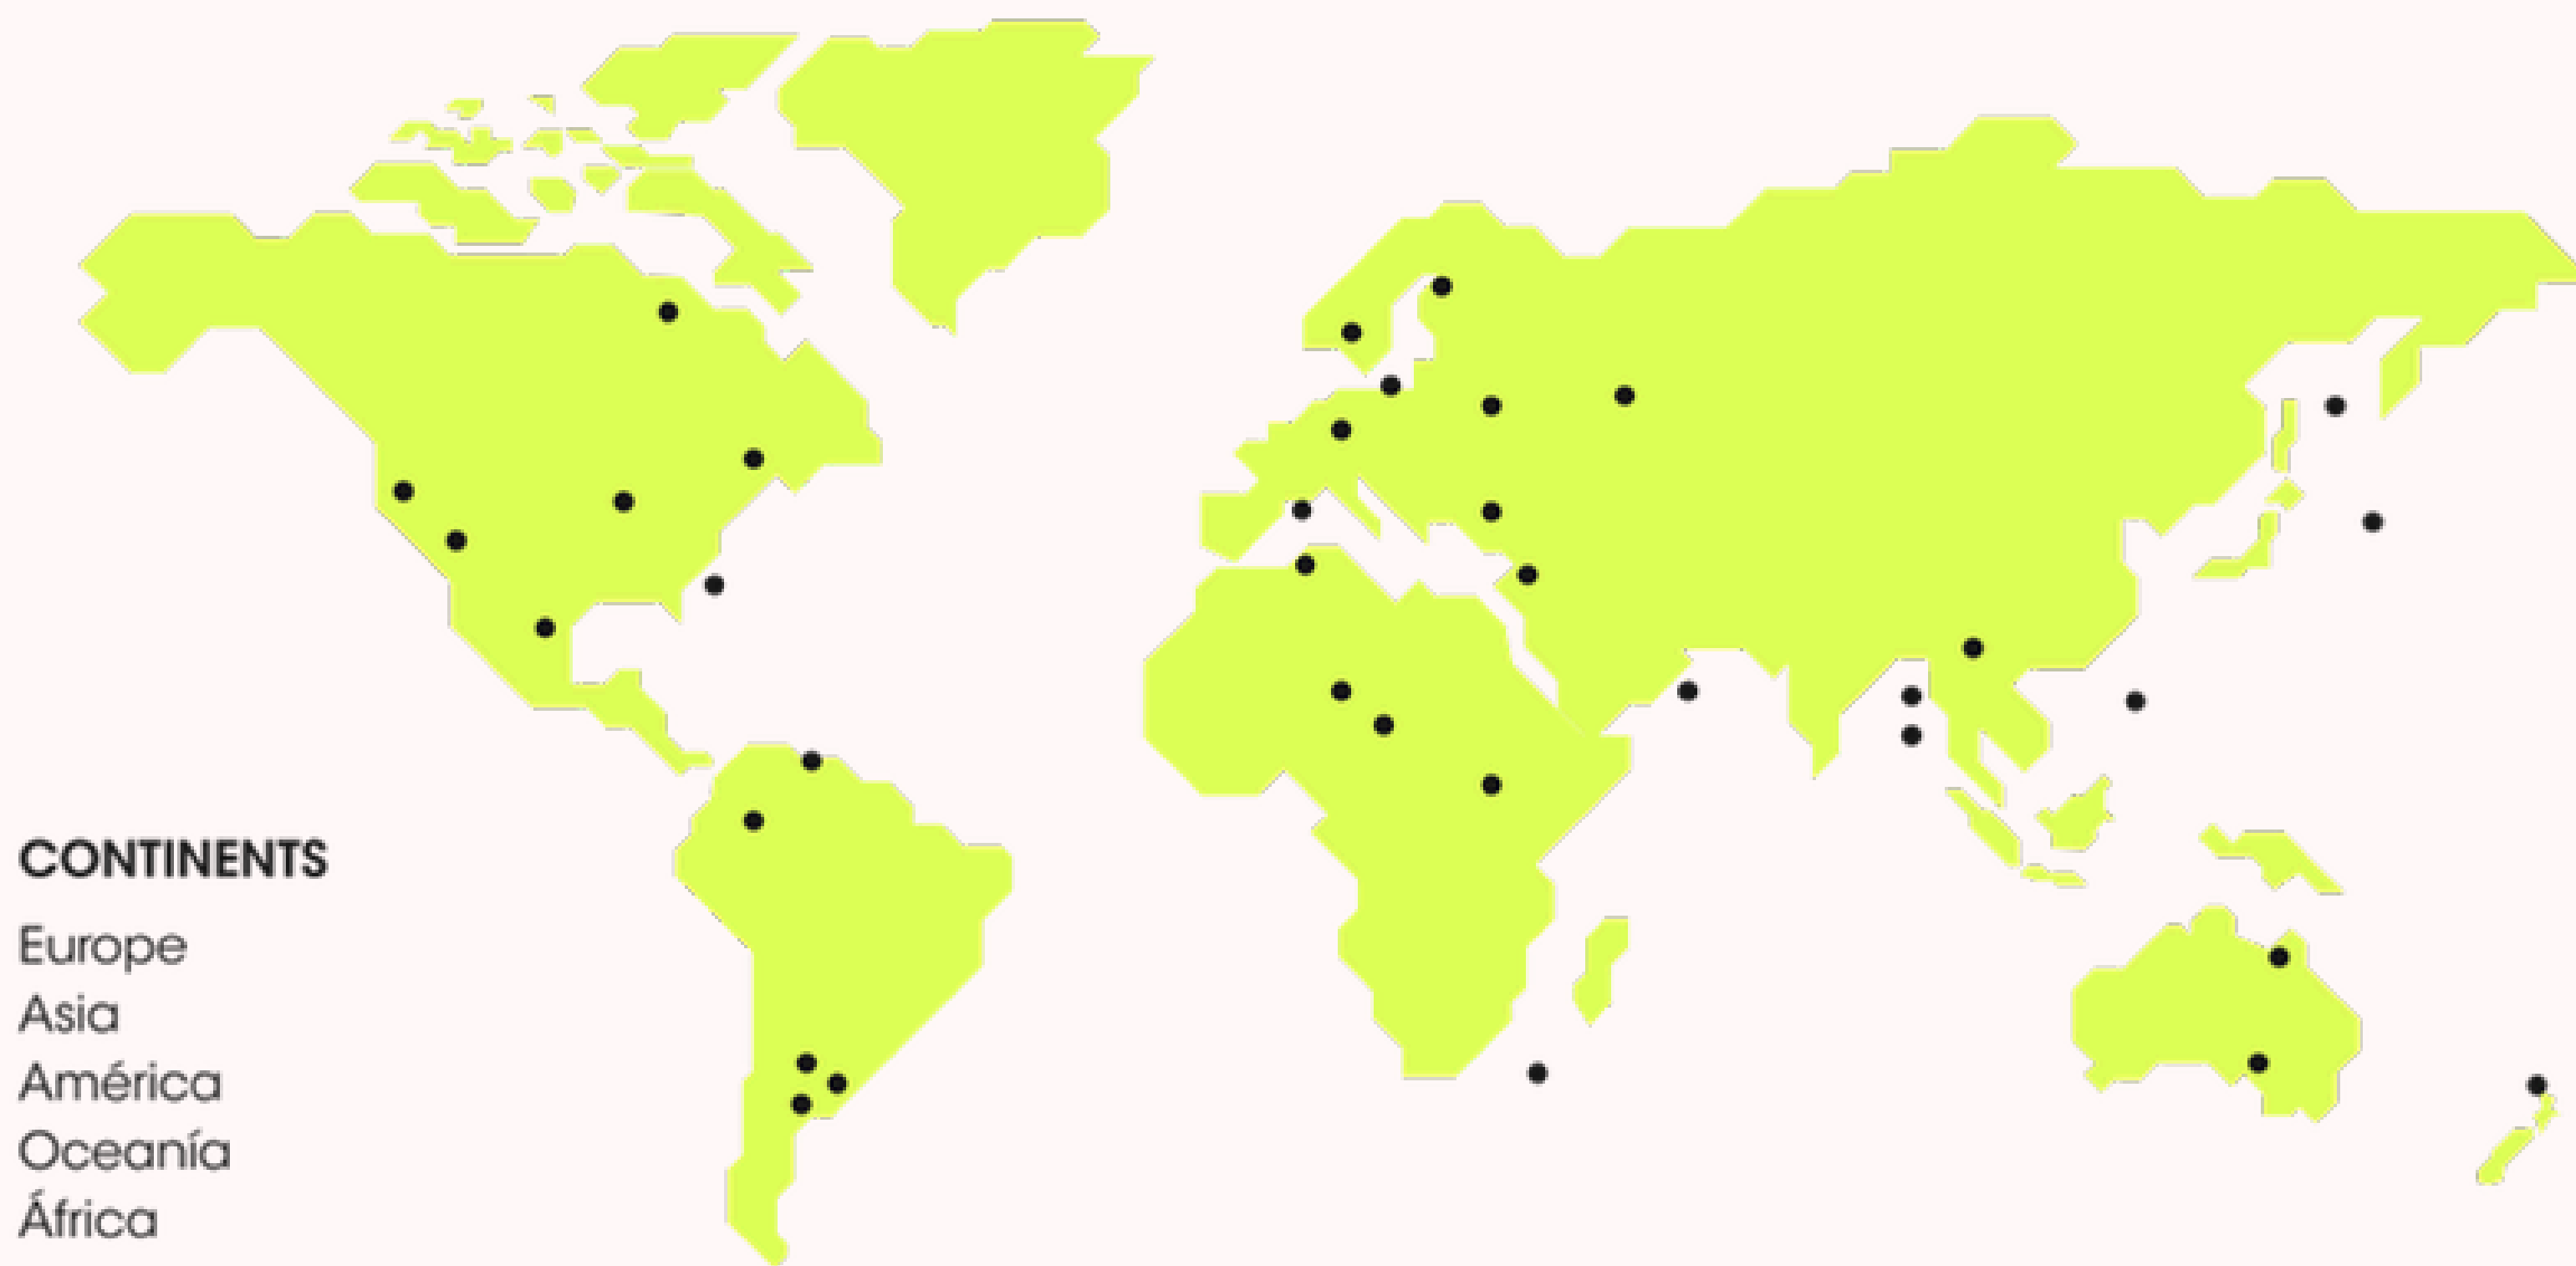 CONTINENTS
Europe
Asia
América
Oceanía
África